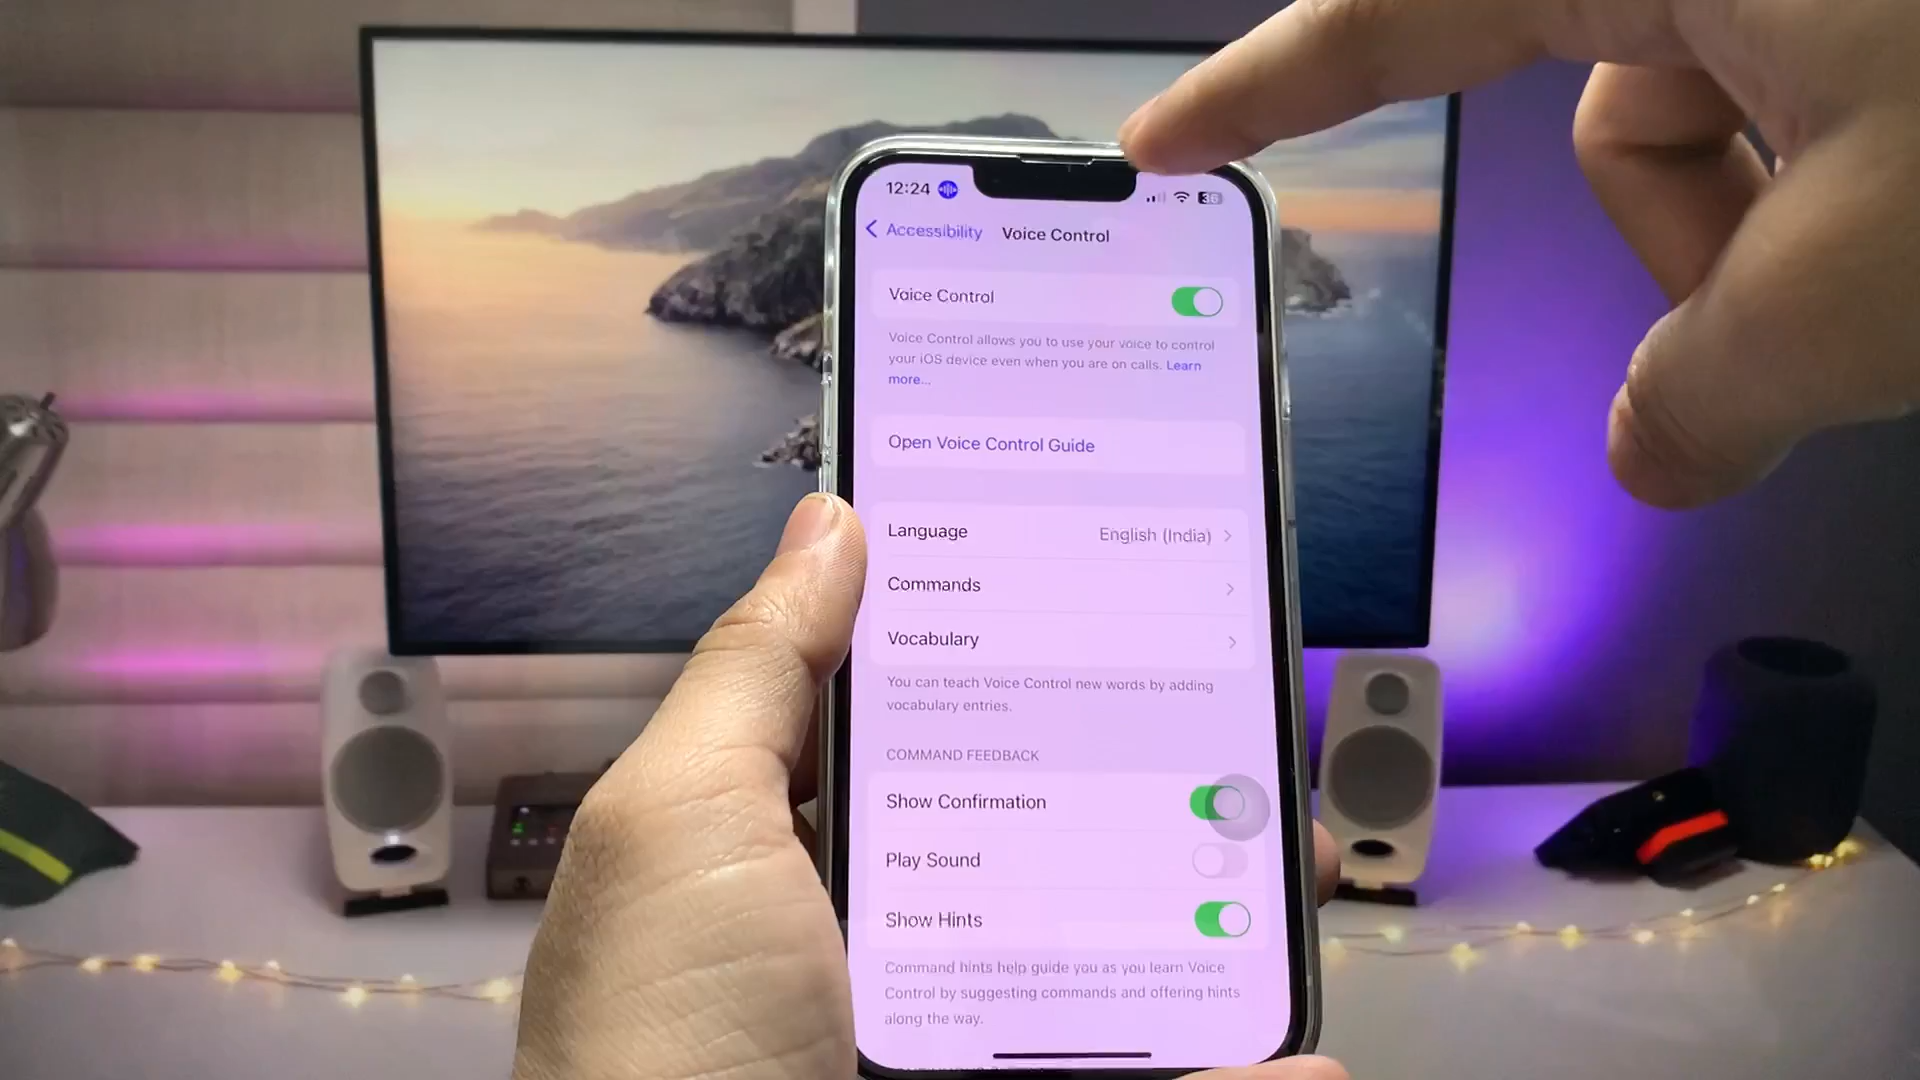 12:24
36
Accessibility
Voice Control
Voice Control
Voice Control allows you to use your voice to control
your iOS device even when you are on calls. Learn
more...
Open Voice Control Guide
Language
English (India)
Commands
Vocabulary
You can teach Voice Control new words by adding
vocabulary entries.
COMMAND FEEDBACK
Show Confirmation
Play Sound
Show Hints
Command hints help guide you as you learn Voice
Control by suggesting commands and offering hints
along the way.